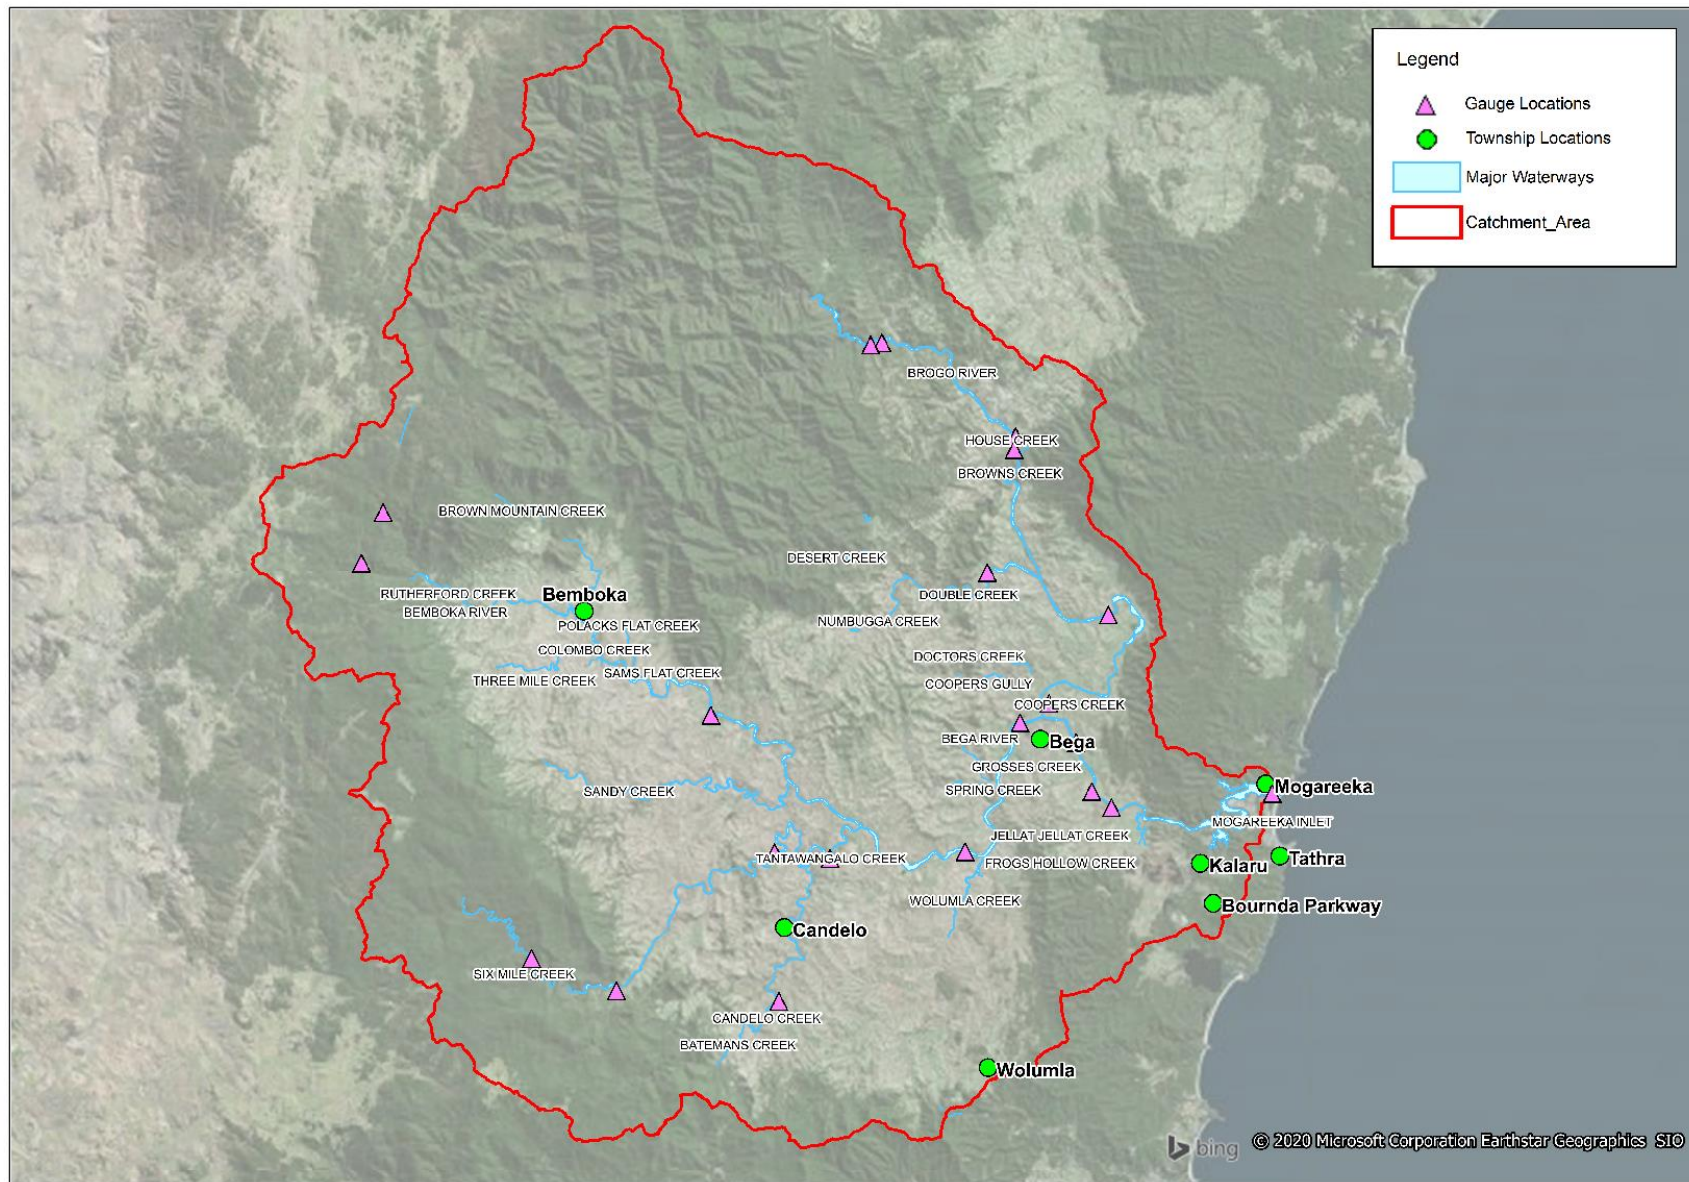 Legend
Gauge Locations
Township Locations
Major Waterways
Catchment_Area
BROGO RIVER
HOUSE CREEK
BROWNS CREEK
BROWN MOUNTAIN CREEK
DESERT CREEK
RUTHERFORD CREEK
Bemboka
DOUBLE CREEK
BEMBOKA RIVER
POLACKS FLAT CREEK
NUMBUGGA CREEK
COLOMBO CREEK
DOCTORS CREEK
THREE MILE CREEK
SAMS FLAT CREEK
COOPERS GULLY
COOPERS CREEK
BEGA RIVER
Bega
GROSSES CREEK
SANDY CREEK
SPRING CREEK
Mogareeka
MOGAREEKA INLET
JELLAT JELLAT CREEK
TANTAWANGALO CREEK
FROGS HOLLOW CREEK
Kalaru
Tathra
WOLUMLA CREEK
Bournda Parkway
Candelo
SIX MILE CREEK
CANDELO CREEK
BATEMANS CREEK
Wolumla
bing
© 2020 Microsoft Corporation Earthstar Geographics SIO